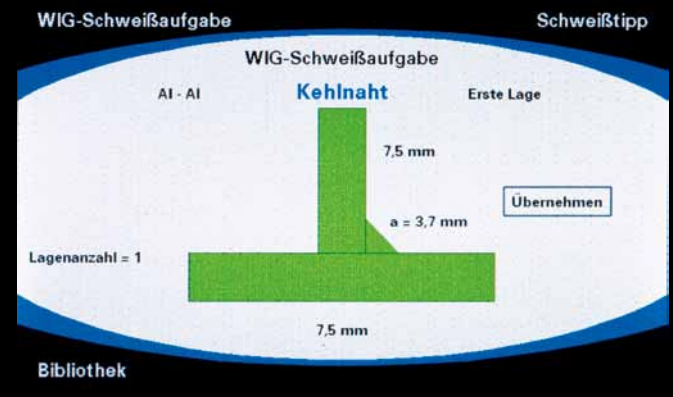 WIG-Schweißaufgabe
Schweißtipp
WIG-Schweißaufgabe
Al - Al
Kehlnaht
Erste Lage
7,5 mm
Übernehmen
a = 3,7 mm
Lagenanzahl = 1
7,5 mm
Bibliothek